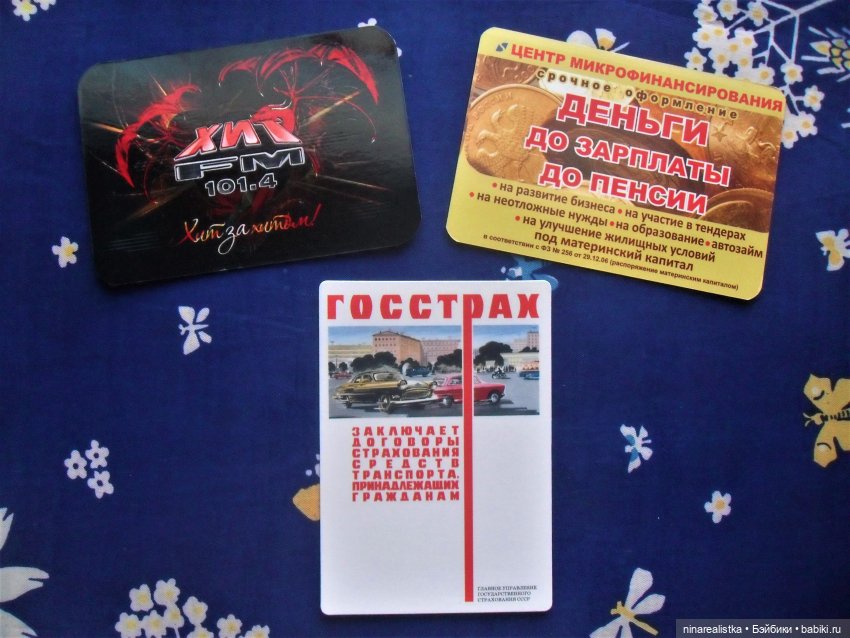 ХИТ
FM
101.4
Хит за хитом!
ЦЕНТР МИКРОФИНАНСИРОВАНИЯ
срочное оформление
ДЕНЬГИ
ДО ЗАРПЛАТЫ
ДО ПЕНСИИ
• на развитие бизнеса • на участие в тендерах
• на неотложные нужды • на образование • автозайм
• на улучшение жилищных условий
под материнский капитал
в соответствии с ФЗ № 256 от 29.12.06 (распоряжение материнским капиталом)
ГОССТРАХ
ЗАКЛЮЧАЕТ
ДОГОВОРЫ
СТРАХОВАНИЯ
СРЕДСТВ
ТРАНСПОРТА,
ПРИНАДЛЕЖАЩИХ
ГРАЖДАНАМ
ГЛАВНОЕ УПРАВЛЕНИЕ
ГОСУДАРСТВЕННОГО
СТРАХОВАНИЯ СССР
ninarealistka • Бэйбики • babiki.ru